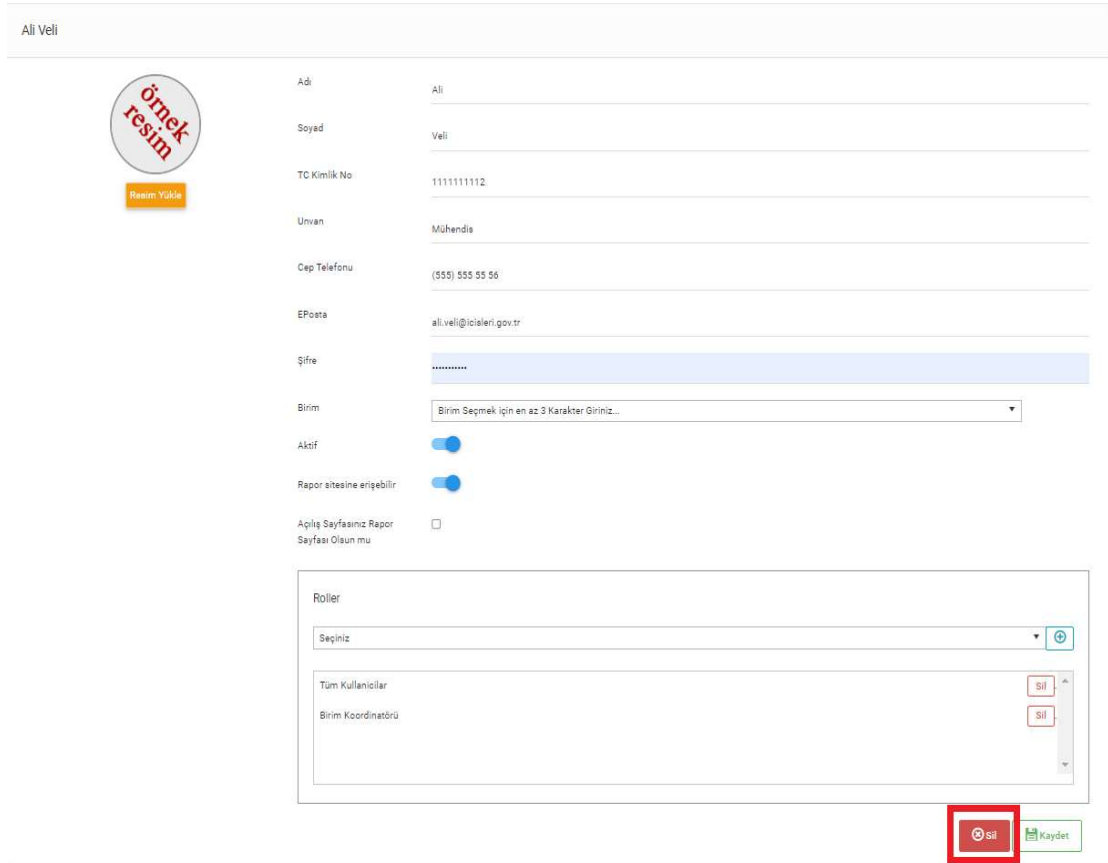 Ali Veli
örnek
resim
Resim Yükle
Adı
Ali
Soyad
Veli
TC Kimlik No
1111111112
Unvan
Mühendis
Cep Telefonu
(555) 555 55 56
EPosta
ali.veli@icisleri.gov.tr
Şifre
•••••••••••
Birim
Birim Seçmek için en az 3 Karakter Giriniz...
Aktif
Rapor sitesine erişebilir
Açılış Sayfasınız Rapor
Sayfası Olsun mu
Roller
Seçiniz
Tüm Kullanicilar
Sil
Birim Koordinatörü
Sil
Sil
Kaydet